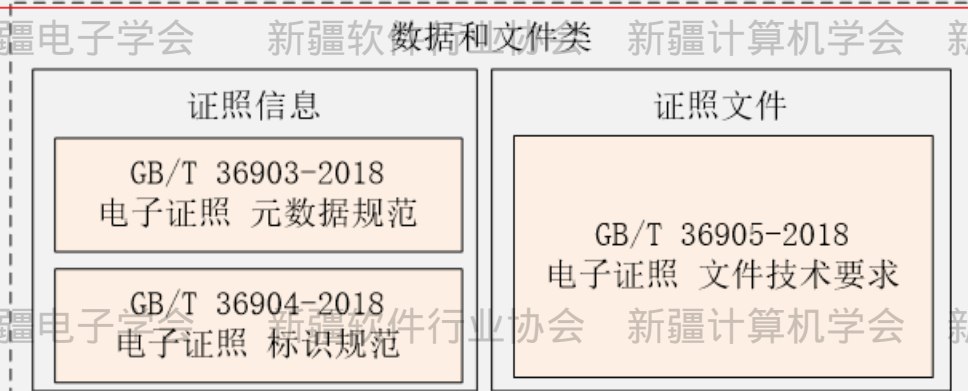 数据和文件类
证照信息
GB/T 36903-2018
电子证照 元数据规范
GB/T 36904-2018
电子证照 标识规范
证照文件
GB/T 36905-2018
电子证照 文件技术要求
疆电子学会 新疆软件行业协会 新疆计算机学会
疆电子学会 新疆软件行业协会 新疆计算机学会